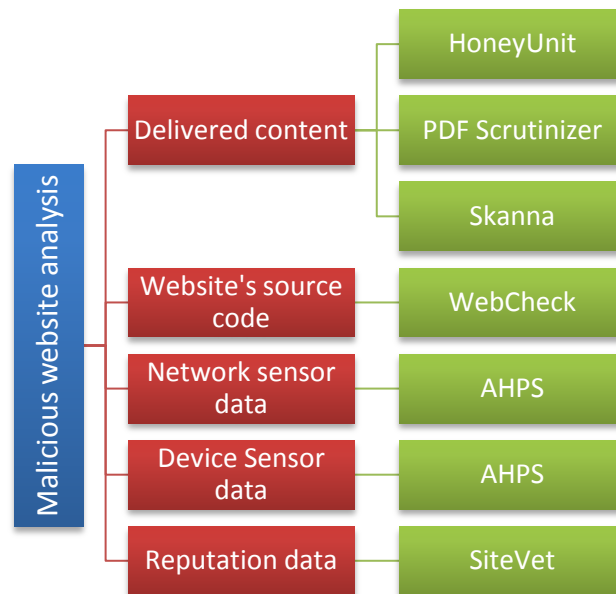 Malicious website analysis
Delivered content
HoneyUnit
PDF Scrutinizer
Skanna
Website's source
code
WebCheck
Network sensor
data
AHPS
Device Sensor
data
AHPS
Reputation data
SiteVet